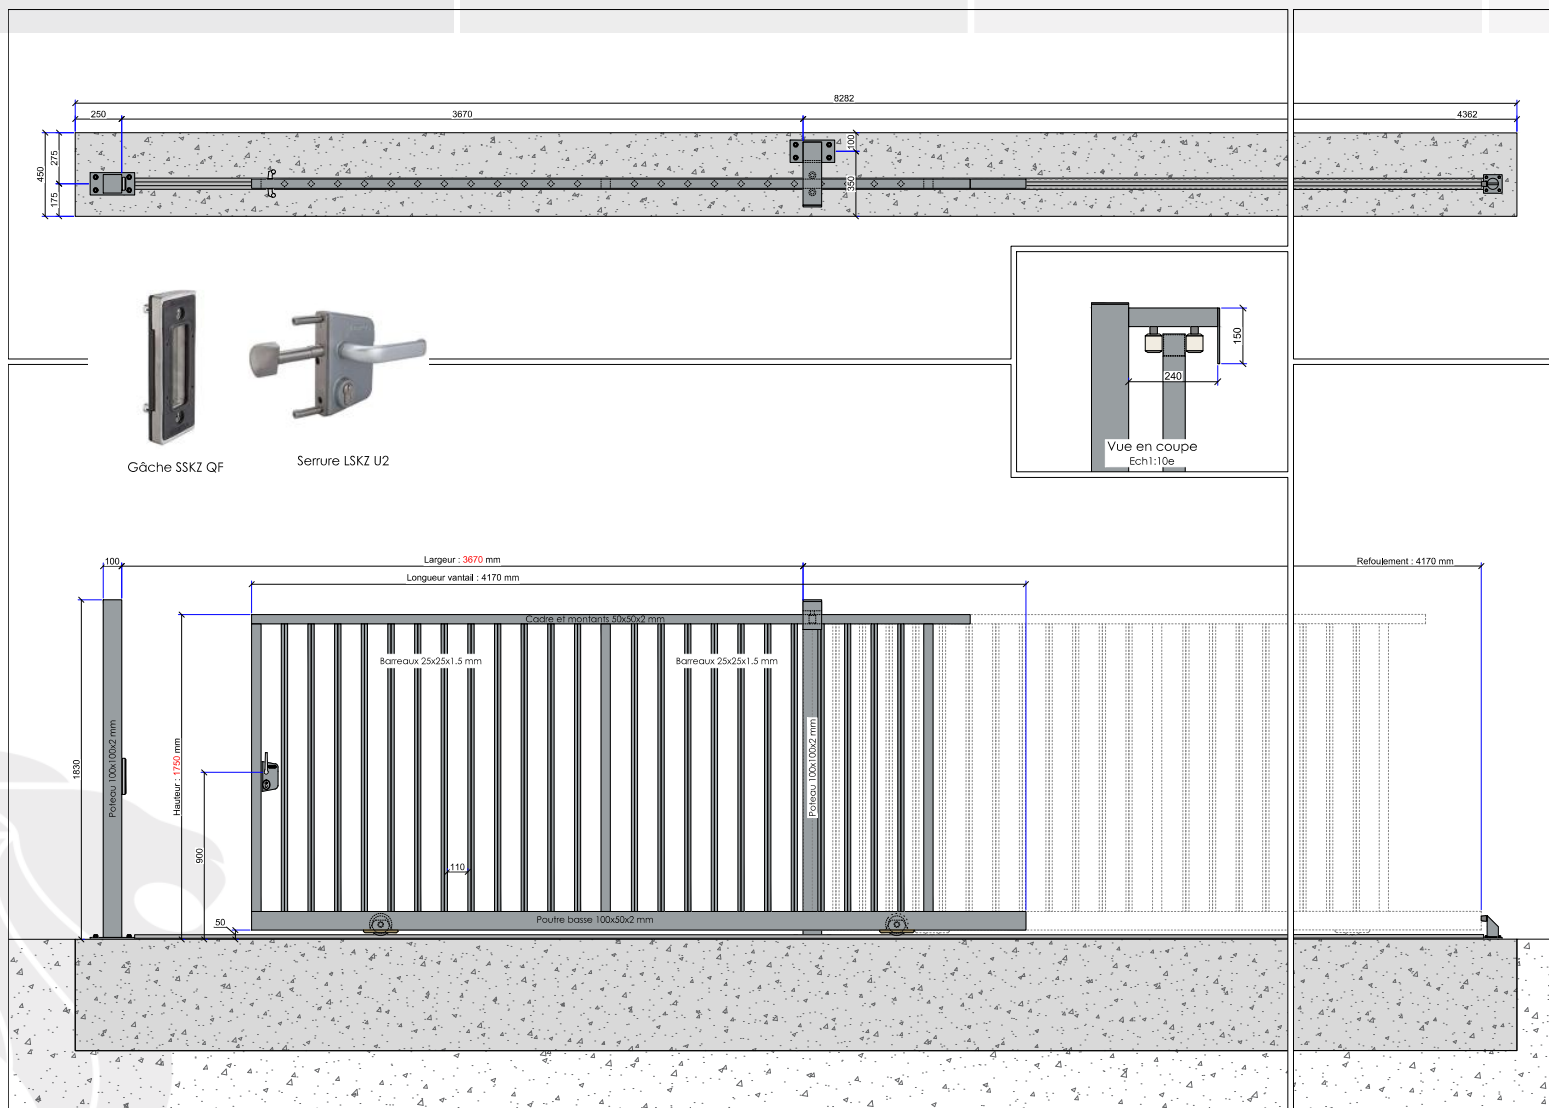 8282
250
3670
4362
450
275
175
100
350
150
240
Vue en coupe
Ech1:10e
Gâche SSKZ QF
Serrure LSKZ U2
100
Largeur : 3670 mm
Refoulement : 4170 mm
Longueur vantail : 4170 mm
Cadre et montants 50x50x2 mm
Barreaux 25x25x1.5 mm
Barreaux 25x25x1.5 mm
1830
Poteau 100x100x2 mm
Hauteur : 1750 mm
900
Poteau 100x100x2 mm
110
50
Poutre basse 100x50x2 mm